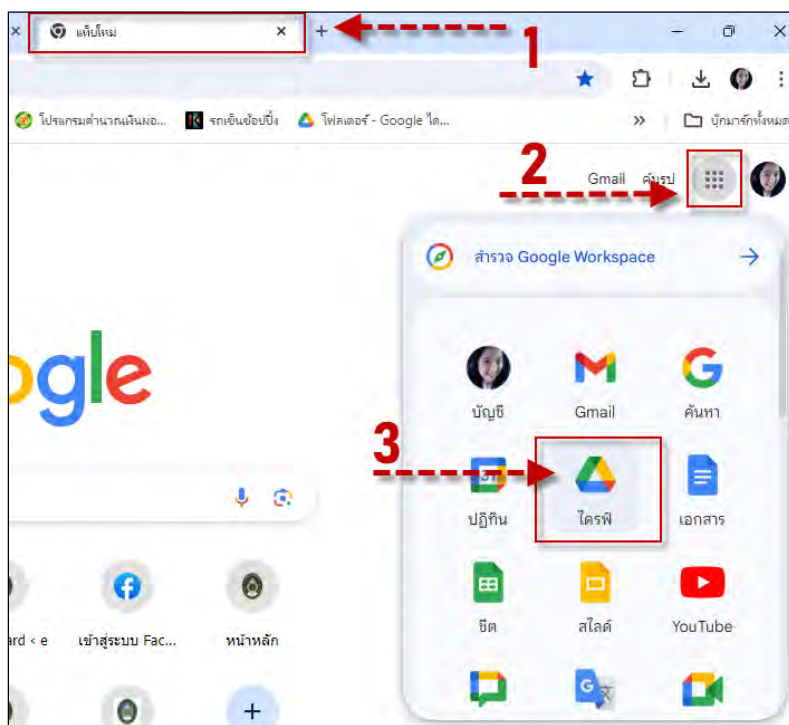 แท็บใหม่
1
โปรแกรมคำนวณเงินผอ...
รถเข็นช้อปปิ้ง
โฟลเดอร์ - Google ได...
บุ๊กมาร์กทั้งหมด
2
Gmail
ค้นรูป
สำรวจ Google Workspace
ogle
บัญชี
Gmail
ค้นหา
3
31
ปฏิทิน
ไดรฟ์
เอกสาร
ชีต
สไลด์
YouTube
ard ‹ e
เข้าสู่ระบบ Fac...
หน้าหลัก